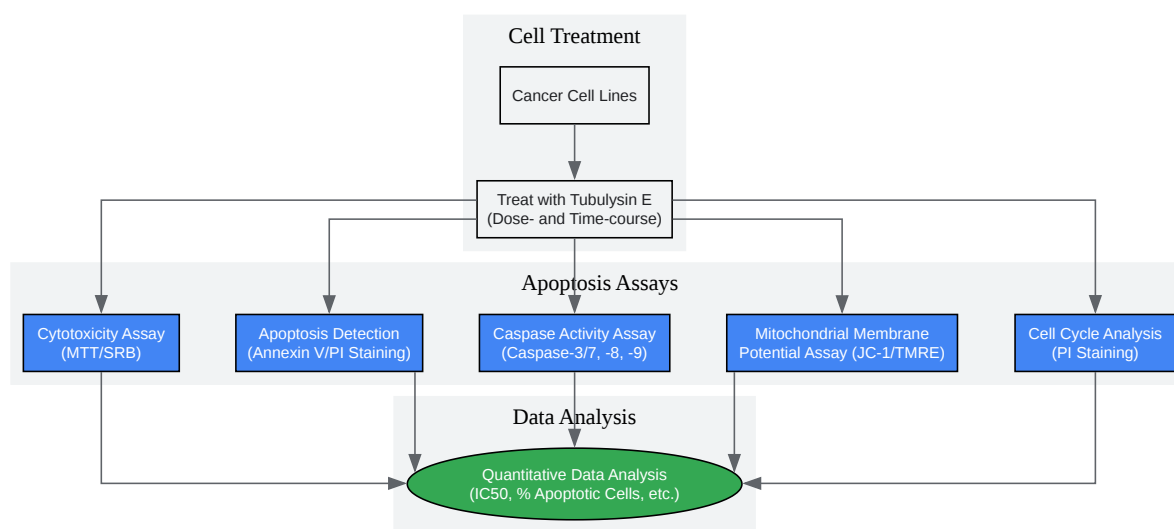 Cell Treatment
Cancer Cell Lines
Treat with Tubulysin E
(Dose- and Time-course)
Apoptosis Assays
Cytotoxicity Assay
(MTT/SRB)
Apoptosis Detection
(Annexin V/PI Staining)
Caspase Activity Assay
(Caspase-3/7, -8, -9)
Mitochondrial Membrane
Potential Assay (JC-1/TMRE)
Cell Cycle Analysis
(PI Staining)
Data Analysis
Quantitative Data Analysis
(IC50, % Apoptotic Cells, etc.)